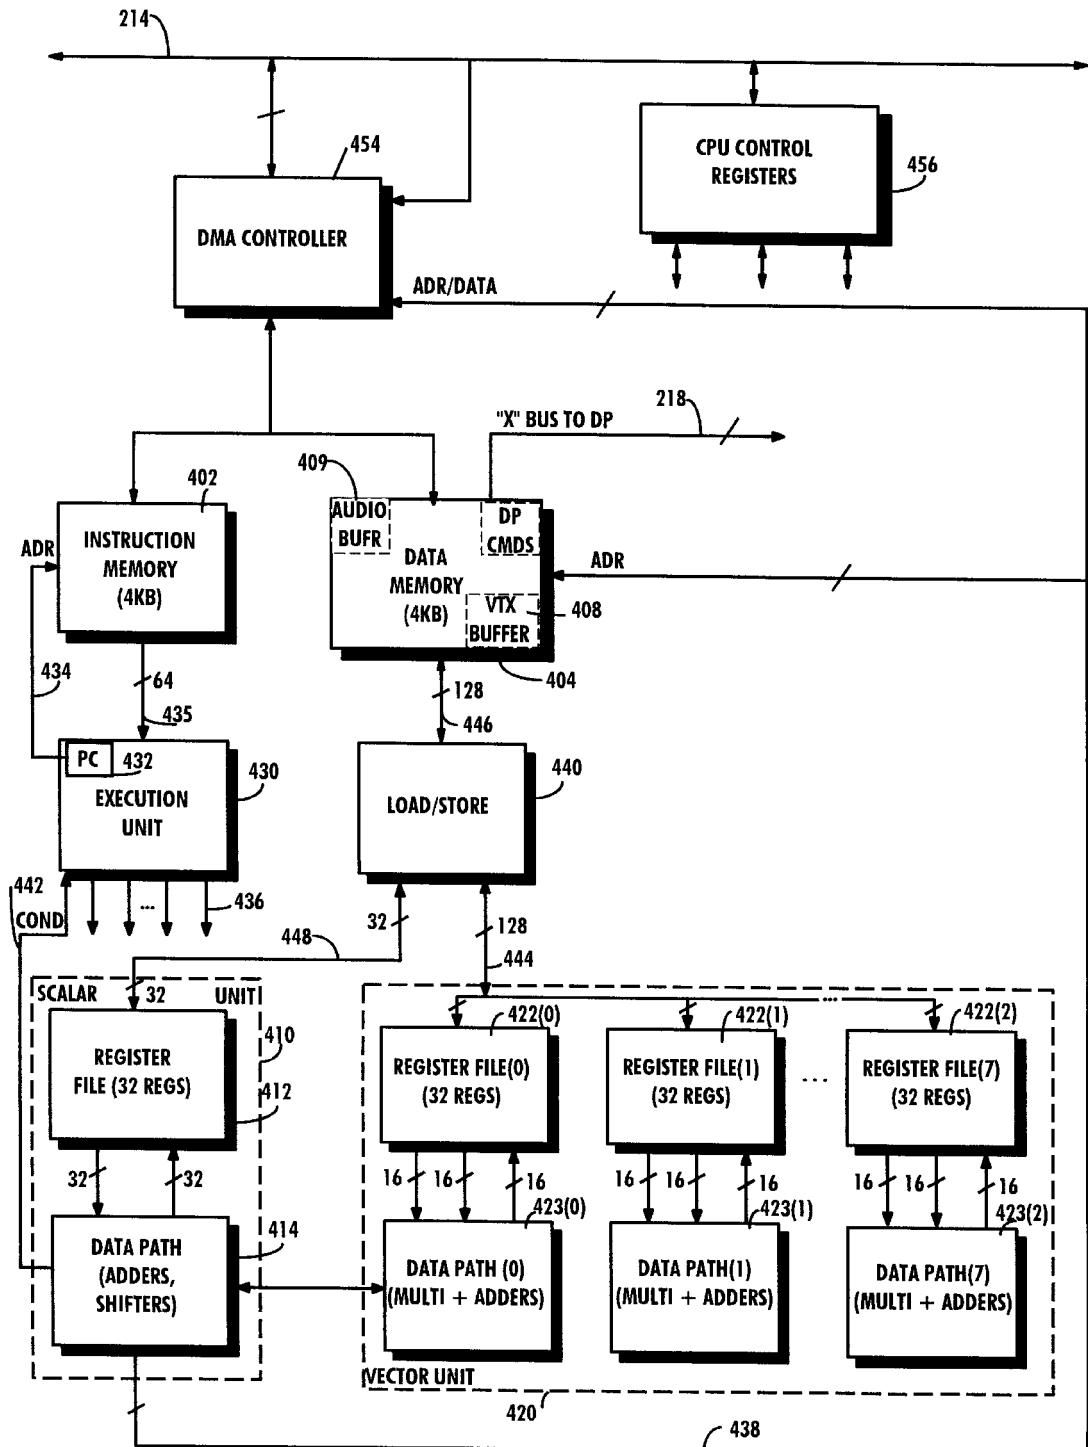 214
454
CPU CONTROL
REGISTERS
456
DMA CONTROLLER
ADR/DATA
"X" BUS TO DP
218
409
402
AUDIO
BUFR
DP
CMDS
ADR
INSTRUCTION
MEMORY
(4KB)
DATA
MEMORY
(4KB)
ADR
VTX
BUFFER
408
434
64
435
404
128
446
PC
432
EXECUTION
UNIT
430
LOAD/STORE
440
442
COND
...
436
32
128
448
444
SCALAR UNIT
32
410
REGISTER
FILE (32 REGS)
412
32
32
DATA PATH
(ADDERS,
SHIFTERS)
414
...
422(0)
422(1)
422(2)
REGISTER FILE(0)
(32 REGS)
REGISTER FILE(1)
(32 REGS)
...
REGISTER FILE(7)
(32 REGS)
16 16 16
16 16 16
16 16 16
423(0)
423(1)
423(2)
DATA PATH (0)
(MULTI + ADDERS)
DATA PATH(1)
(MULTI + ADDERS)
DATA PATH(7)
(MULTI + ADDERS)
VECTOR UNIT
420
438